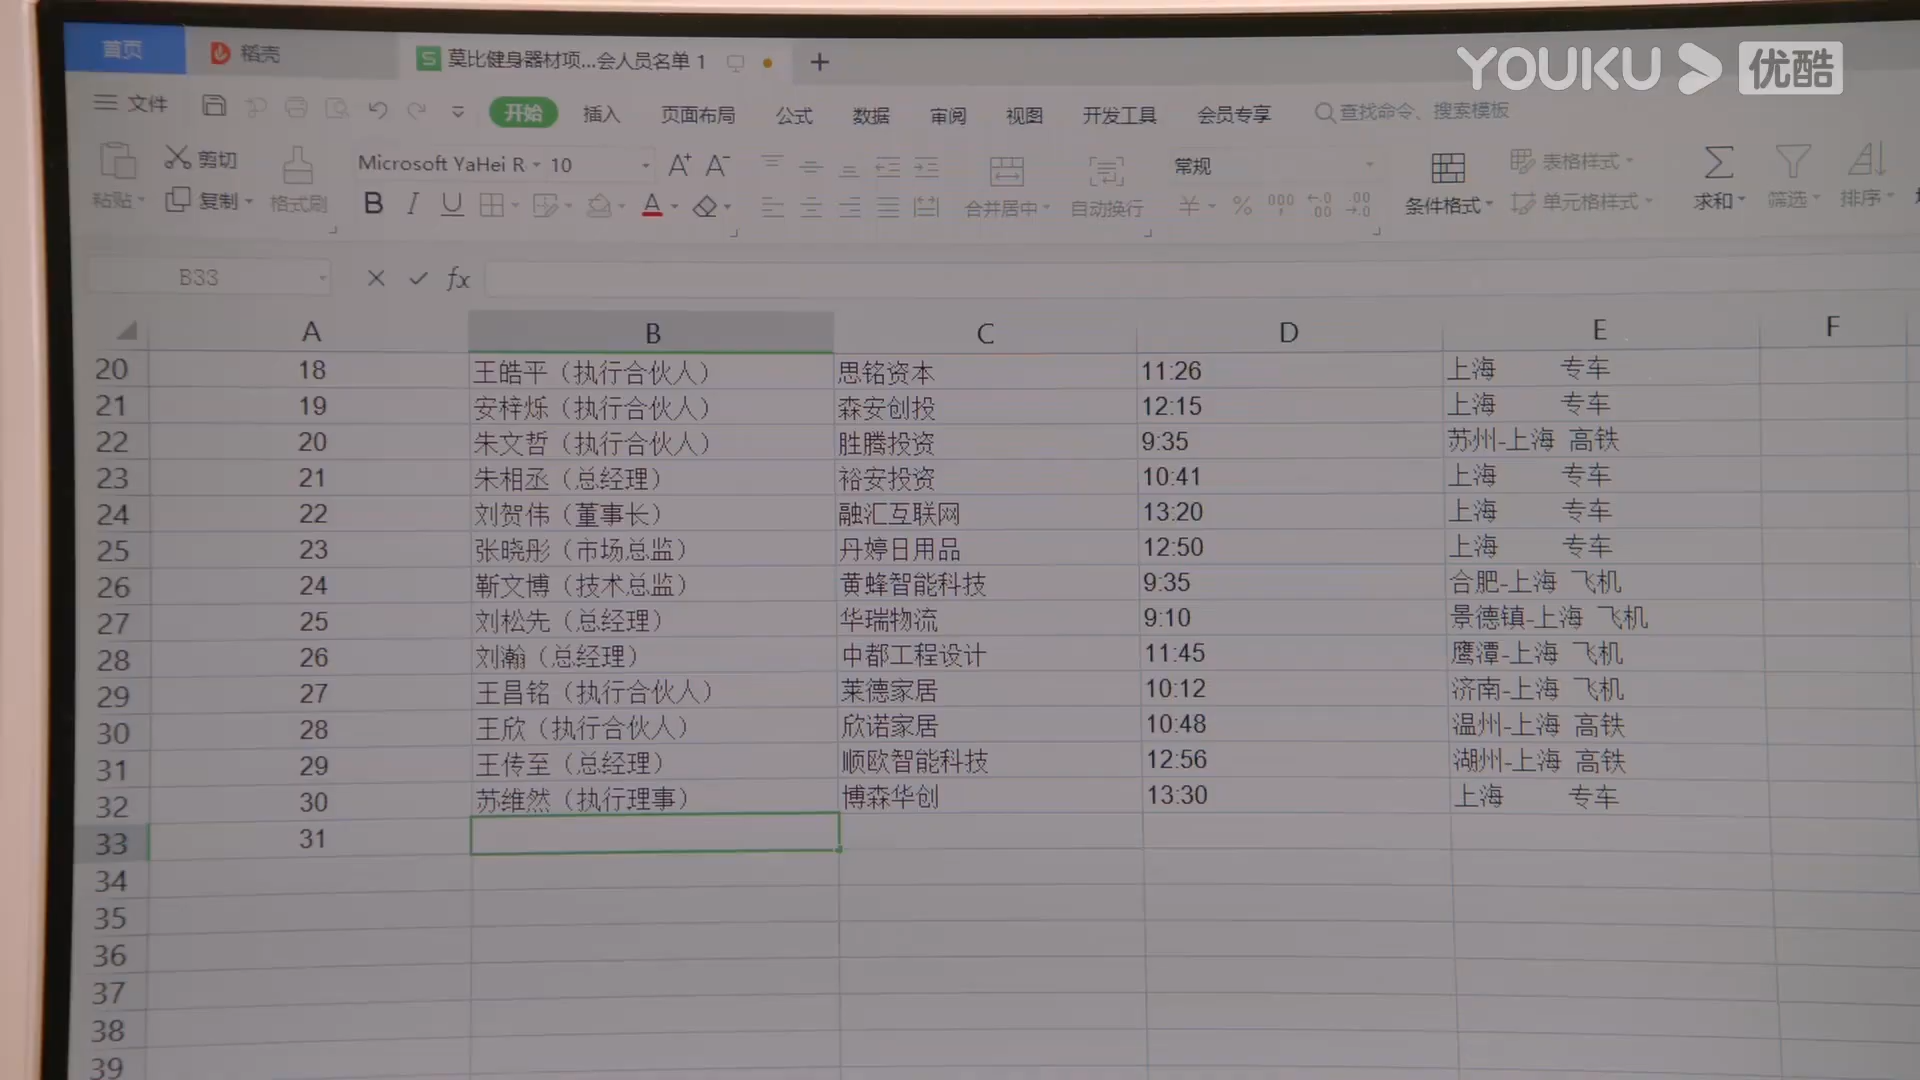 首页 稻壳 莫比健身器材项...会人员名单 1 +
YOUKU 优酷
文件 开始 插入 页面布局 公式 数据 审阅 视图 开发工具 会员专享 查找命令、搜索模板
剪切 Microsoft YaHei R 10 A+ A- 常规 表格样式
粘贴 复制 格式刷 B I U A 合并居中 自动换行 ¥ % 000 条件格式 单元格样式 求和 筛选 排序
B33 fx
A B C D E F
20 18 王皓平（执行合伙人） 思铭资本 11:26 上海 专车
21 19 安梓烁（执行合伙人） 森安创投 12:15 上海 专车
22 20 朱文哲（执行合伙人） 胜腾投资 9:35 苏州-上海 高铁
23 21 朱相丞（总经理） 裕安投资 10:41 上海 专车
24 22 刘贺伟（董事长） 融汇互联网 13:20 上海 专车
25 23 张晓彤（市场总监） 丹婷日用品 12:50 上海 专车
26 24 靳文博（技术总监） 黄蜂智能科技 9:35 合肥-上海 飞机
27 25 刘松先（总经理） 华瑞物流 9:10 景德镇-上海 飞机
28 26 刘瀚（总经理） 中都工程设计 11:45 鹰潭-上海 飞机
29 27 王昌铭（执行合伙人） 莱德家居 10:12 济南-上海 飞机
30 28 王欣（执行合伙人） 欣诺家居 10:48 温州-上海 高铁
31 29 王传至（总经理） 顺欧智能科技 12:56 湖州-上海 高铁
32 30 苏维然（执行理事） 博森华创 13:30 上海 专车
33 31
34
35
36
37
38
39